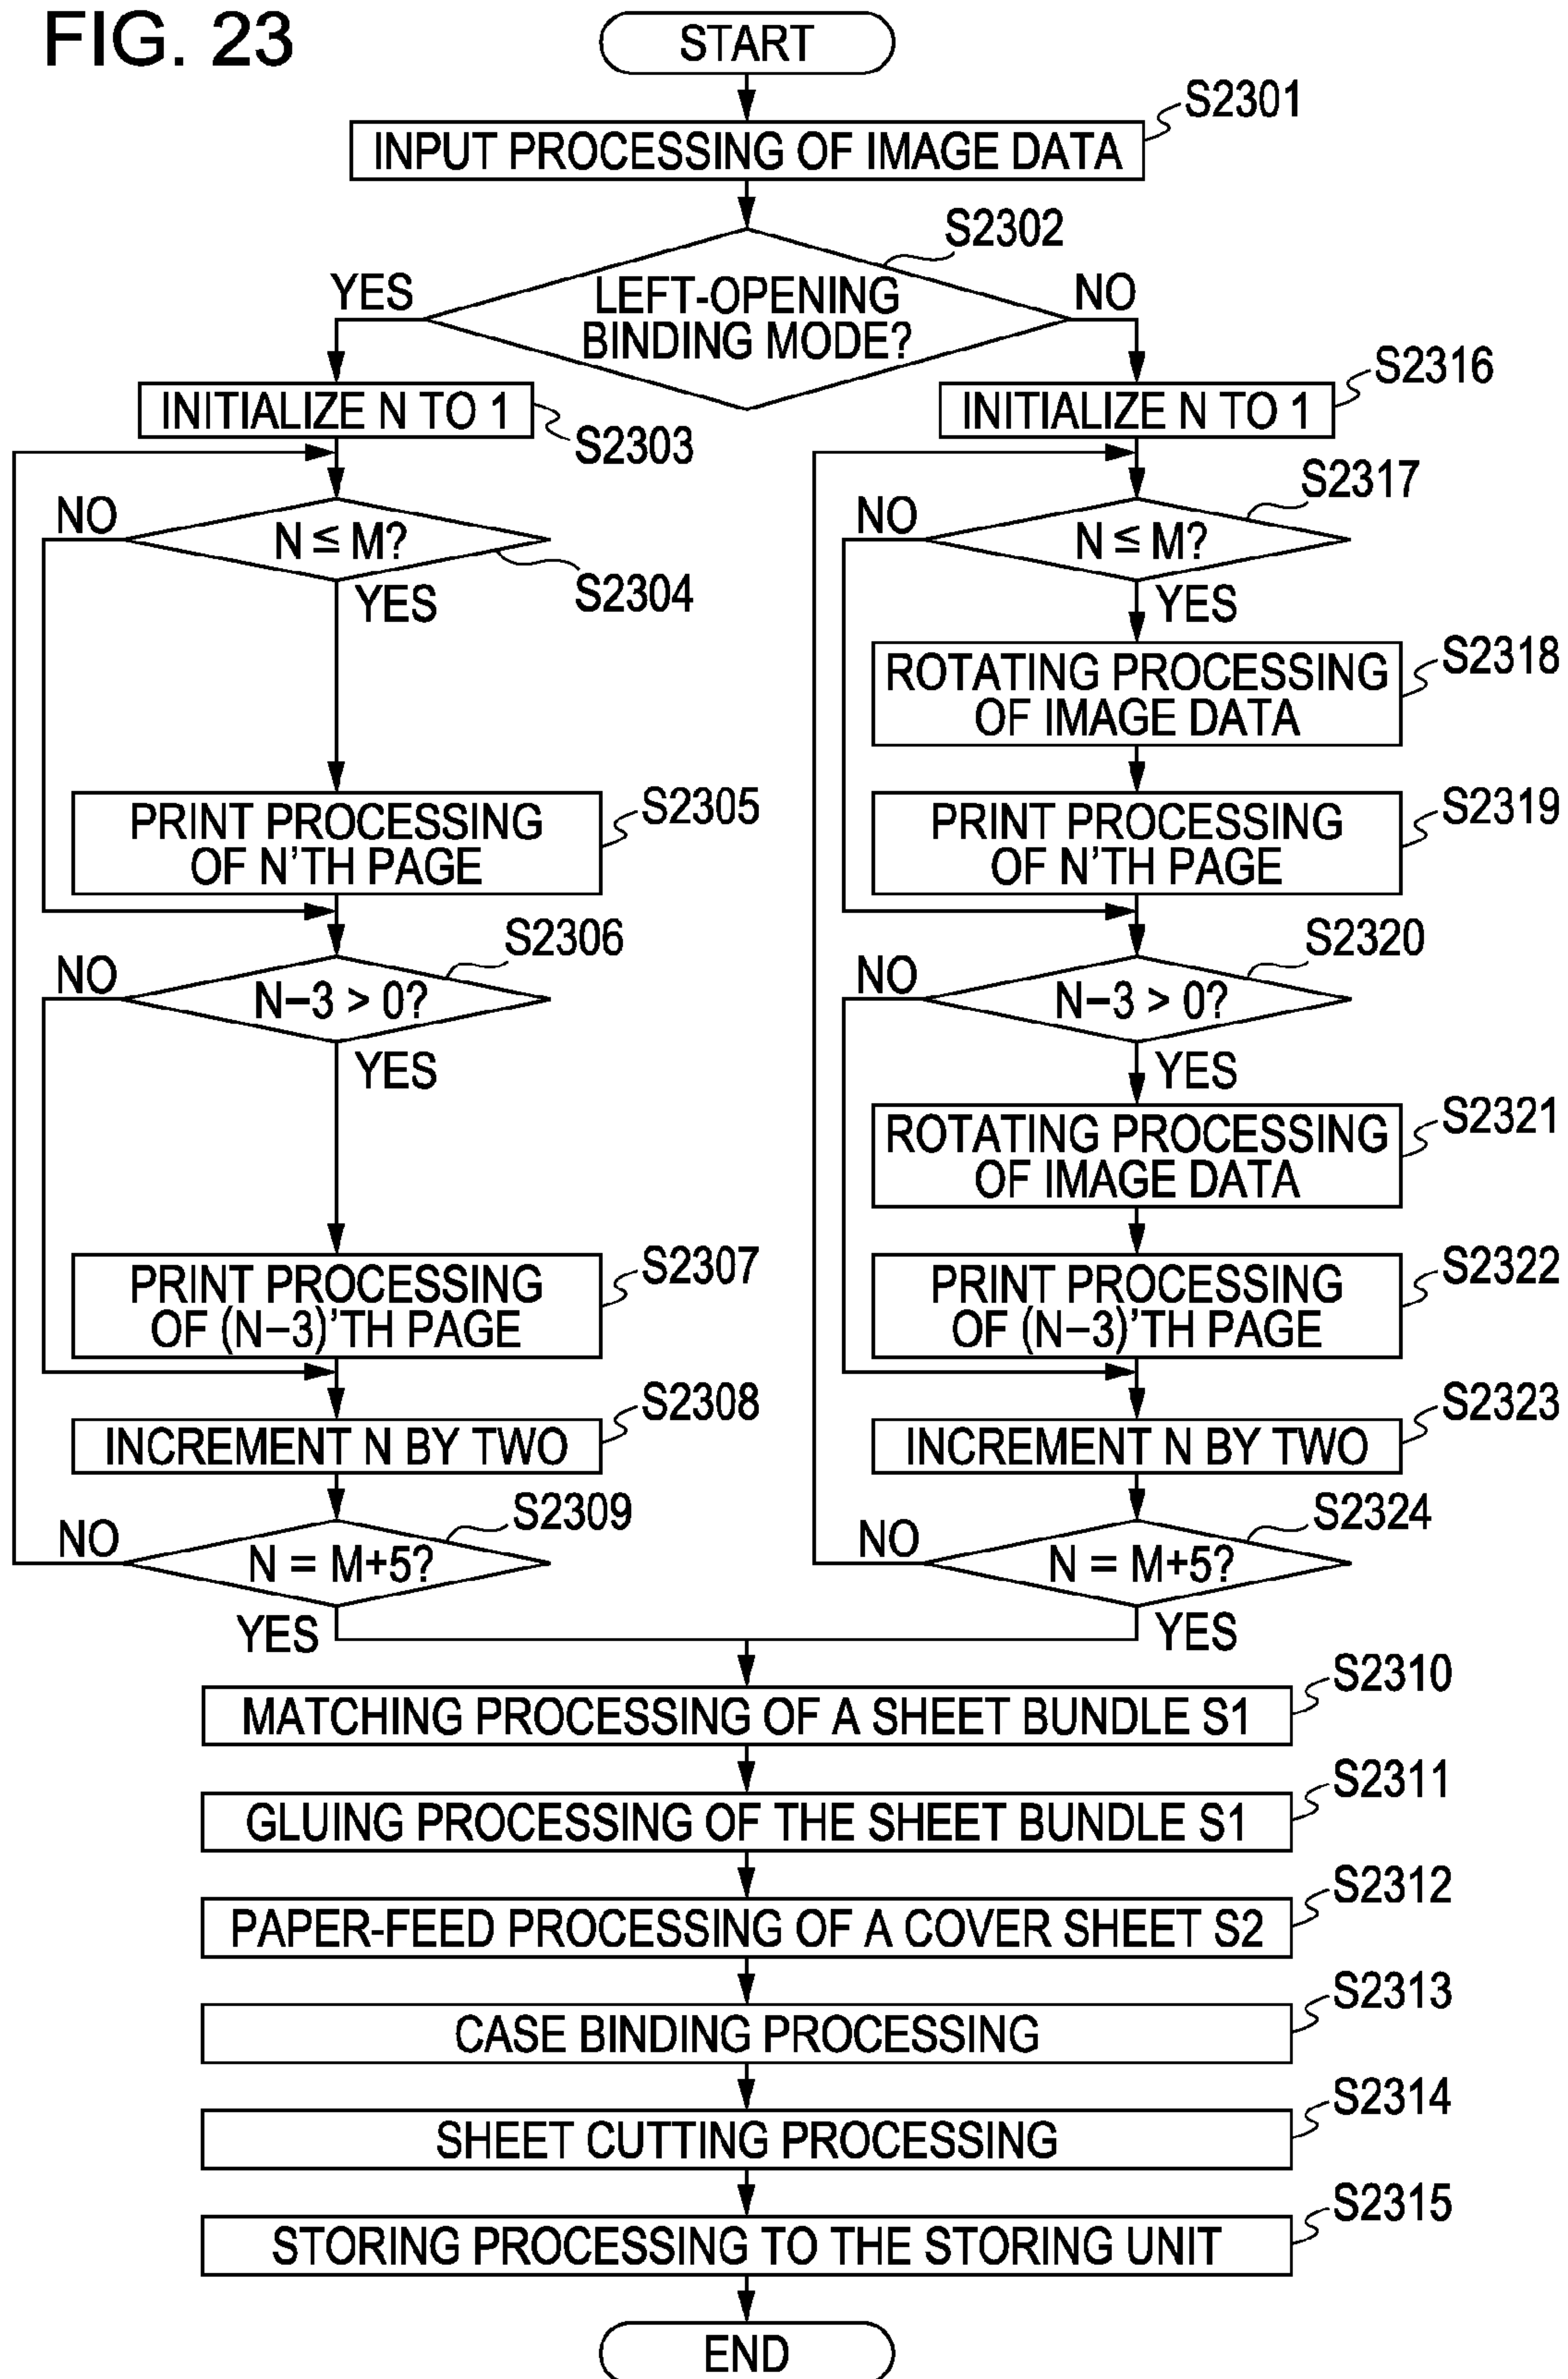 FIG. 23
START
S2301
INPUT PROCESSING OF IMAGE DATA
S2302
LEFT-OPENING
BINDING MODE?
YES
NO
INITIALIZE N TO 1
S2303
NO
N ≤ M?
S2304
YES
PRINT PROCESSING
OF N'TH PAGE
S2305
S2306
NO
N–3 > 0?
YES
PRINT PROCESSING
OF (N–3)'TH PAGE
S2307
INCREMENT N BY TWO
S2308
S2309
NO
N = M+5?
YES
S2316
INITIALIZE N TO 1
S2317
NO
N ≤ M?
YES
ROTATING PROCESSING
OF IMAGE DATA
S2318
PRINT PROCESSING
OF N'TH PAGE
S2319
S2320
NO
N–3 > 0?
YES
ROTATING PROCESSING
OF IMAGE DATA
S2321
PRINT PROCESSING
OF (N–3)'TH PAGE
S2322
INCREMENT N BY TWO
S2323
S2324
NO
N = M+5?
YES
S2310
MATCHING PROCESSING OF A SHEET BUNDLE S1
S2311
GLUING PROCESSING OF THE SHEET BUNDLE S1
S2312
PAPER-FEED PROCESSING OF A COVER SHEET S2
S2313
CASE BINDING PROCESSING
S2314
SHEET CUTTING PROCESSING
S2315
STORING PROCESSING TO THE STORING UNIT
END